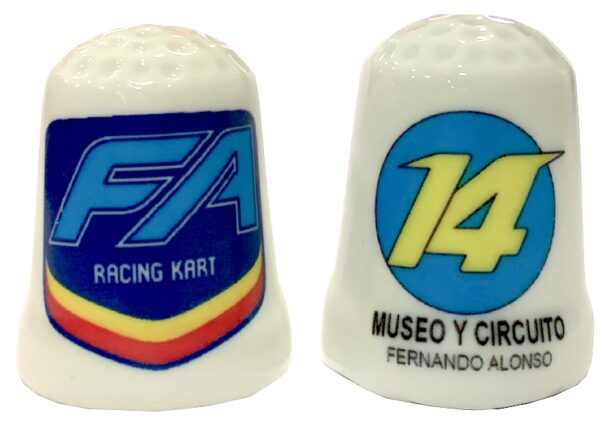 FA
RACING KART
14
MUSEO Y CIRCUITO
FERNANDO ALONSO